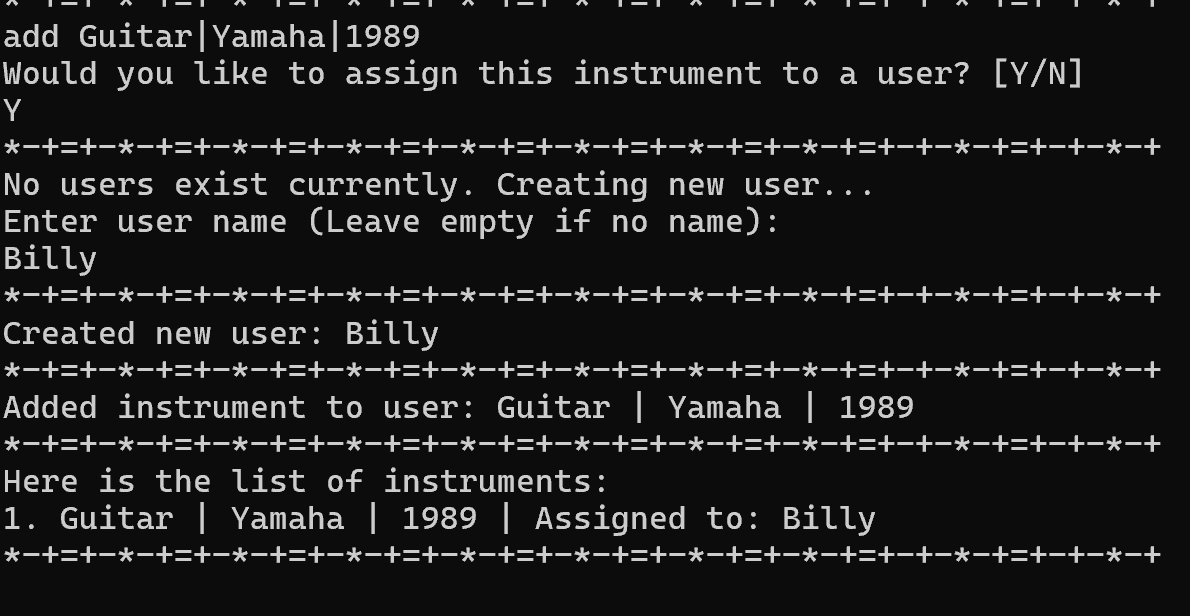 add Guitar|Yamaha|1989
Would you like to assign this instrument to a user? [Y/N]
Y
*-+=+-*-+=+-*-+=+-*-+=+-*-+=+-*-+=+-*-+=+-*-+=+-*-+=+-+-*-+
No users exist currently. Creating new user...
Enter user name (Leave empty if no name):
Billy
*-+=+-*-+=+-*-+=+-*-+=+-*-+=+-*-+=+-*-+=+-*-+=+-*-+=+-+-*-+
Created new user: Billy
*-+=+-*-+=+-*-+=+-*-+=+-*-+=+-*-+=+-*-+=+-*-+=+-*-+=+-+-*-+
Added instrument to user: Guitar | Yamaha | 1989
*-+=+-*-+=+-*-+=+-*-+=+-*-+=+-*-+=+-*-+=+-*-+=+-*-+=+-+-*-+
Here is the list of instruments:
1. Guitar | Yamaha | 1989 | Assigned to: Billy
*-+=+-*-+=+-*-+=+-*-+=+-*-+=+-*-+=+-*-+=+-*-+=+-*-+=+-+-*-+